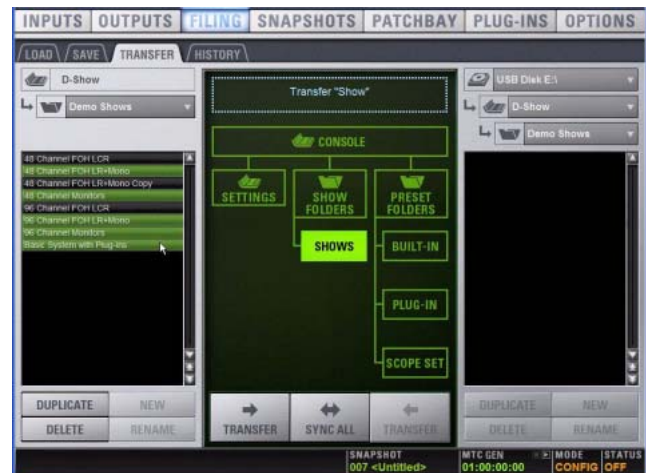 INPUTS OUTPUTS FILING SNAPSHOTS PATCHBAY PLUG-INS OPTIONS
LOAD SAVE TRANSFER HISTORY
D-Show
Demo Shows
48 Channel FOH LCR
48 Channel FOH LR+Mono
48 Channel FOH LR+Mono Copy
48 Channel Monitors
96 Channel FOH LCR
96 Channel FOH LR+Mono
96 Channel Monitors
Basic System with Plug-Ins
DUPLICATE NEW
DELETE RENAME
Transfer "Show"
CONSOLE
SETTINGS
SHOW FOLDERS
PRESET FOLDERS
SHOWS
BUILT-IN
PLUG-IN
SCOPE SET
TRANSFER SYNC ALL TRANSFER
USB Disk E:\
D-Show
Demo Shows
DUPLICATE NEW
DELETE RENAME
SNAPSHOT
007 <Untitled>
MTC GEN
01:00:00:00
MODE
CONFIG
STATUS
OFF